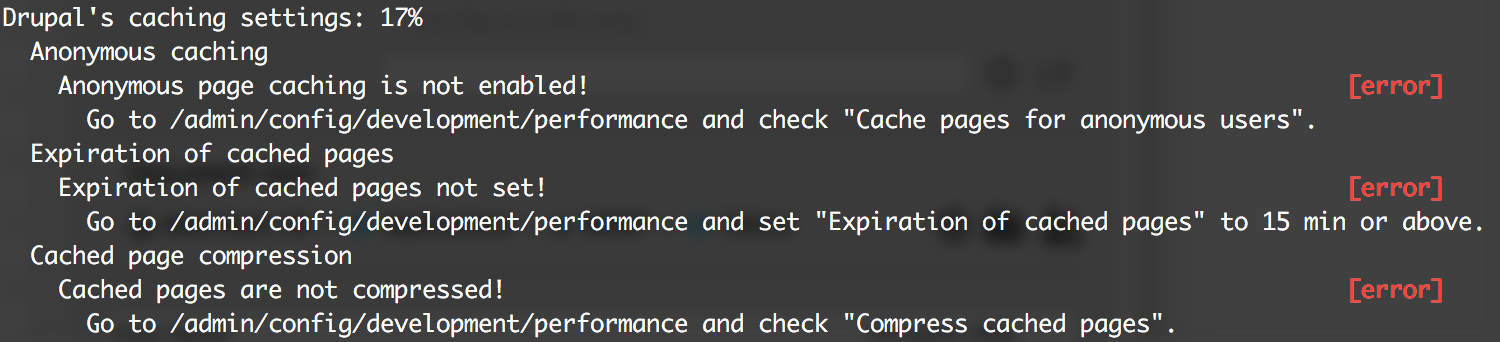 Drupal's caching settings: 17%
Anonymous caching
Anonymous page caching is not enabled! [error]
Go to /admin/config/development/performance and check "Cache pages for anonymous users".
Expiration of cached pages
Expiration of cached pages not set! [error]
Go to /admin/config/development/performance and set "Expiration of cached pages" to 15 min or above.
Cached page compression
Cached pages are not compressed! [error]
Go to /admin/config/development/performance and check "Compress cached pages".